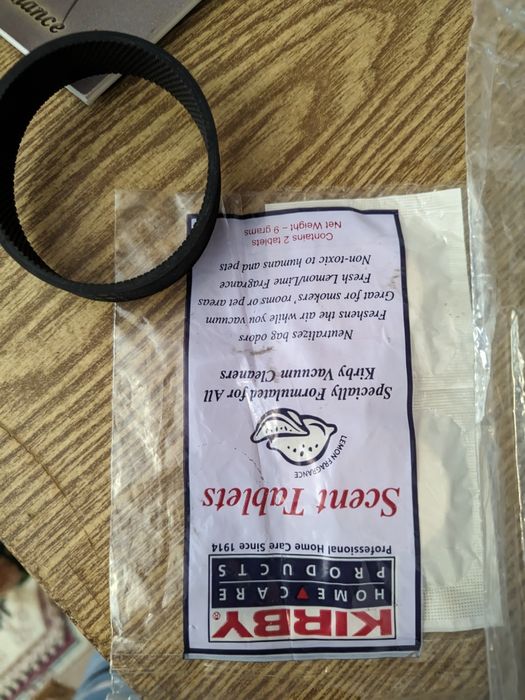 KIRBY®
HOME CARE
PRODUCTS
Professional Home Care Since 1914
Scent Tablets
LEMON FRAGRANCE
Specially Formulated for All
Kirby Vacuum Cleaners
Neutralizes bag odors
Freshens the air while you vacuum
Great for smokers' rooms or pet areas
Fresh Lemon/Lime Fragrance
Non-toxic to humans and pets
Contains 2 tablets
Net Weight - 9 grams